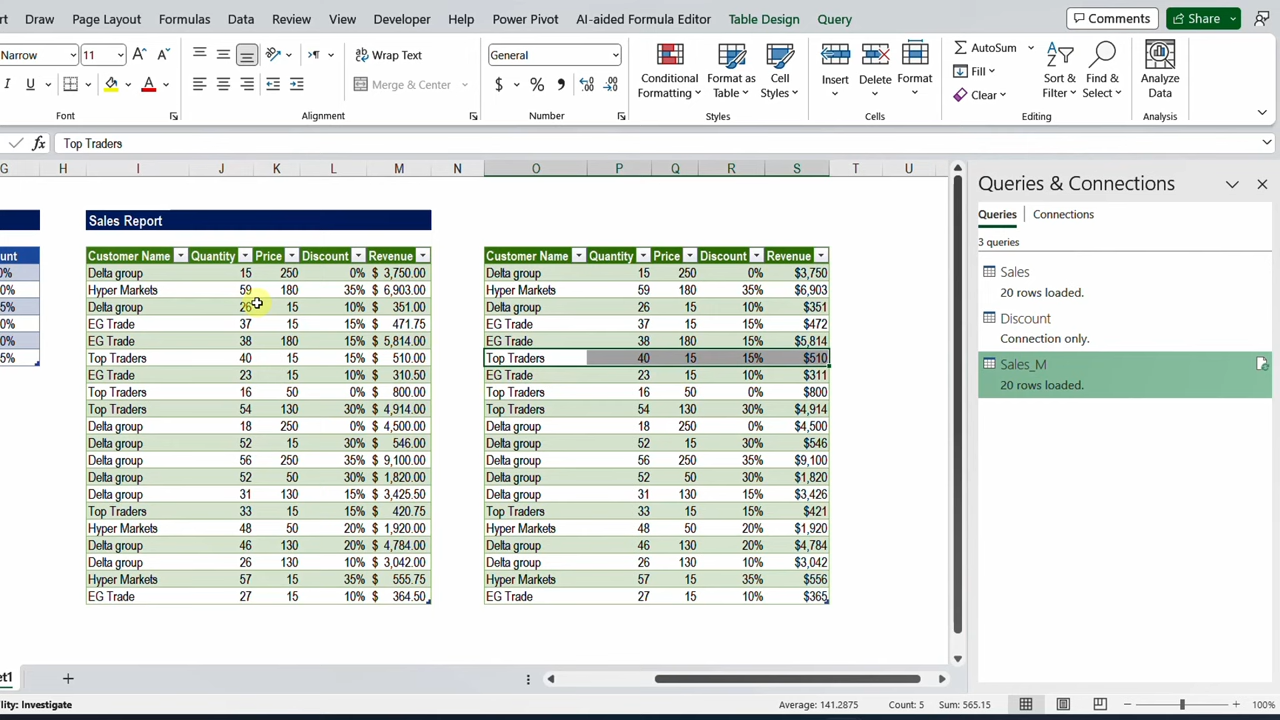 rt Draw Page Layout Formulas Data Review View Developer Help Power Pivot AI-aided Formula Editor Table Design Query Comments Share
Narrow 11 Wrap Text General Conditional Formatting Format as Table Cell Styles Insert Delete Format AutoSum Sort & Filter Find & Select Analyze Data
I U A Merge & Center $ % Fill Clear
Font Alignment Number Styles Cells Editing Analysis
fx Top Traders
G H I J K L M N O P Q R S T U
Queries & Connections
Queries Connections
3 queries
Sales
20 rows loaded.
Discount
Connection only.
Sales_M
20 rows loaded.
Sales Report
ount Customer Name Quantity Price Discount Revenue Customer Name Quantity Price Discount Revenue
0% Delta group 15 250 0% $ 3,750.00 Delta group 15 250 0% $3,750
0% Hyper Markets 59 180 35% $ 6,903.00 Hyper Markets 59 180 35% $6,903
5% Delta group 26 15 10% $ 351.00 Delta group 26 15 10% $351
0% EG Trade 37 15 15% $ 471.75 EG Trade 37 15 15% $472
0% EG Trade 38 180 15% $ 5,814.00 EG Trade 38 180 15% $5,814
5% Top Traders 40 15 15% $ 510.00 Top Traders 40 15 15% $510
EG Trade 23 15 10% $ 310.50 EG Trade 23 15 10% $311
Top Traders 16 50 0% $ 800.00 Top Traders 16 50 0% $800
Top Traders 54 130 30% $ 4,914.00 Top Traders 54 130 30% $4,914
Delta group 18 250 0% $ 4,500.00 Delta group 18 250 0% $4,500
Delta group 52 15 30% $ 546.00 Delta group 52 15 30% $546
Delta group 56 250 35% $ 9,100.00 Delta group 56 250 35% $9,100
Delta group 52 50 30% $ 1,820.00 Delta group 52 50 30% $1,820
Delta group 31 130 15% $ 3,425.50 Delta group 31 130 15% $3,426
Top Traders 33 15 15% $ 420.75 Top Traders 33 15 15% $421
Hyper Markets 48 50 20% $ 1,920.00 Hyper Markets 48 50 20% $1,920
Delta group 46 130 20% $ 4,784.00 Delta group 46 130 20% $4,784
Delta group 26 130 10% $ 3,042.00 Delta group 26 130 10% $3,042
Hyper Markets 57 15 35% $ 555.75 Hyper Markets 57 15 35% $556
EG Trade 27 15 10% $ 364.50 EG Trade 27 15 10% $365
et1
ility: Investigate Average: 141.2875 Count: 5 Sum: 565.15 100%